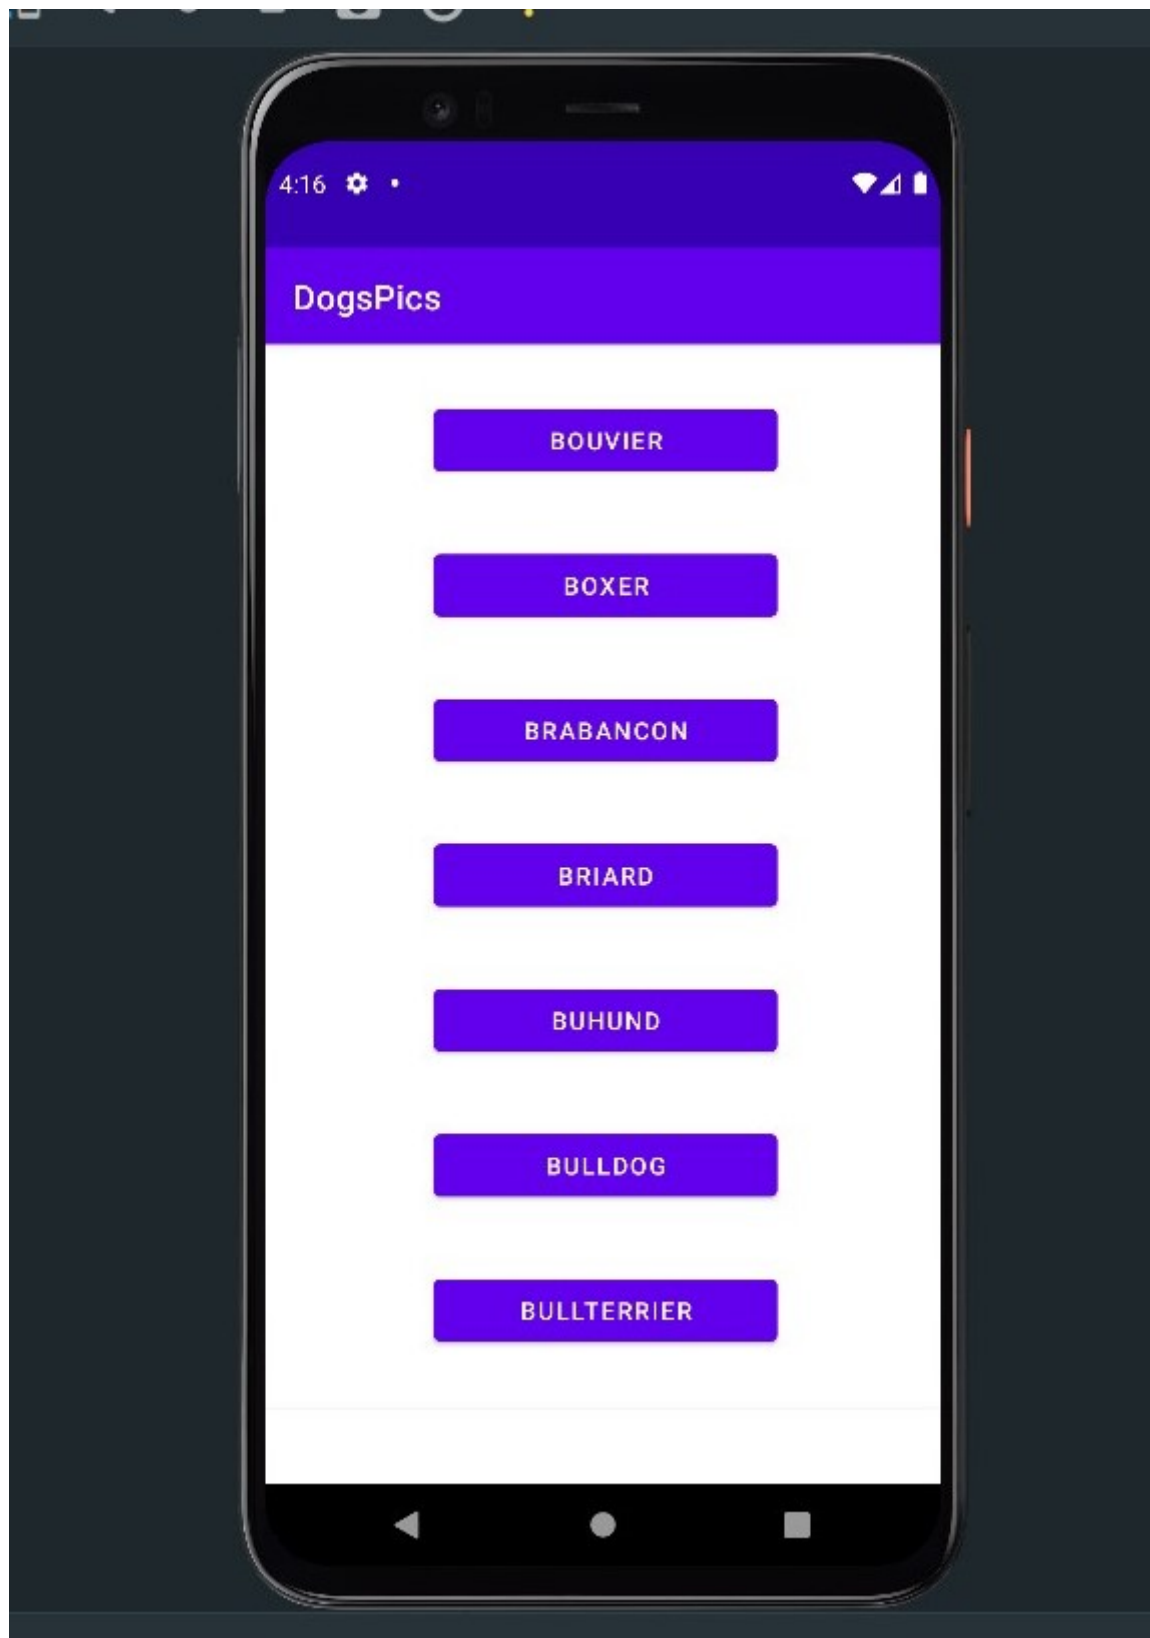 4:16
DogsPics
BOUVIER
BOXER
BRABANCON
BRIARD
BUHUND
BULLDOG
BULLTERRIER